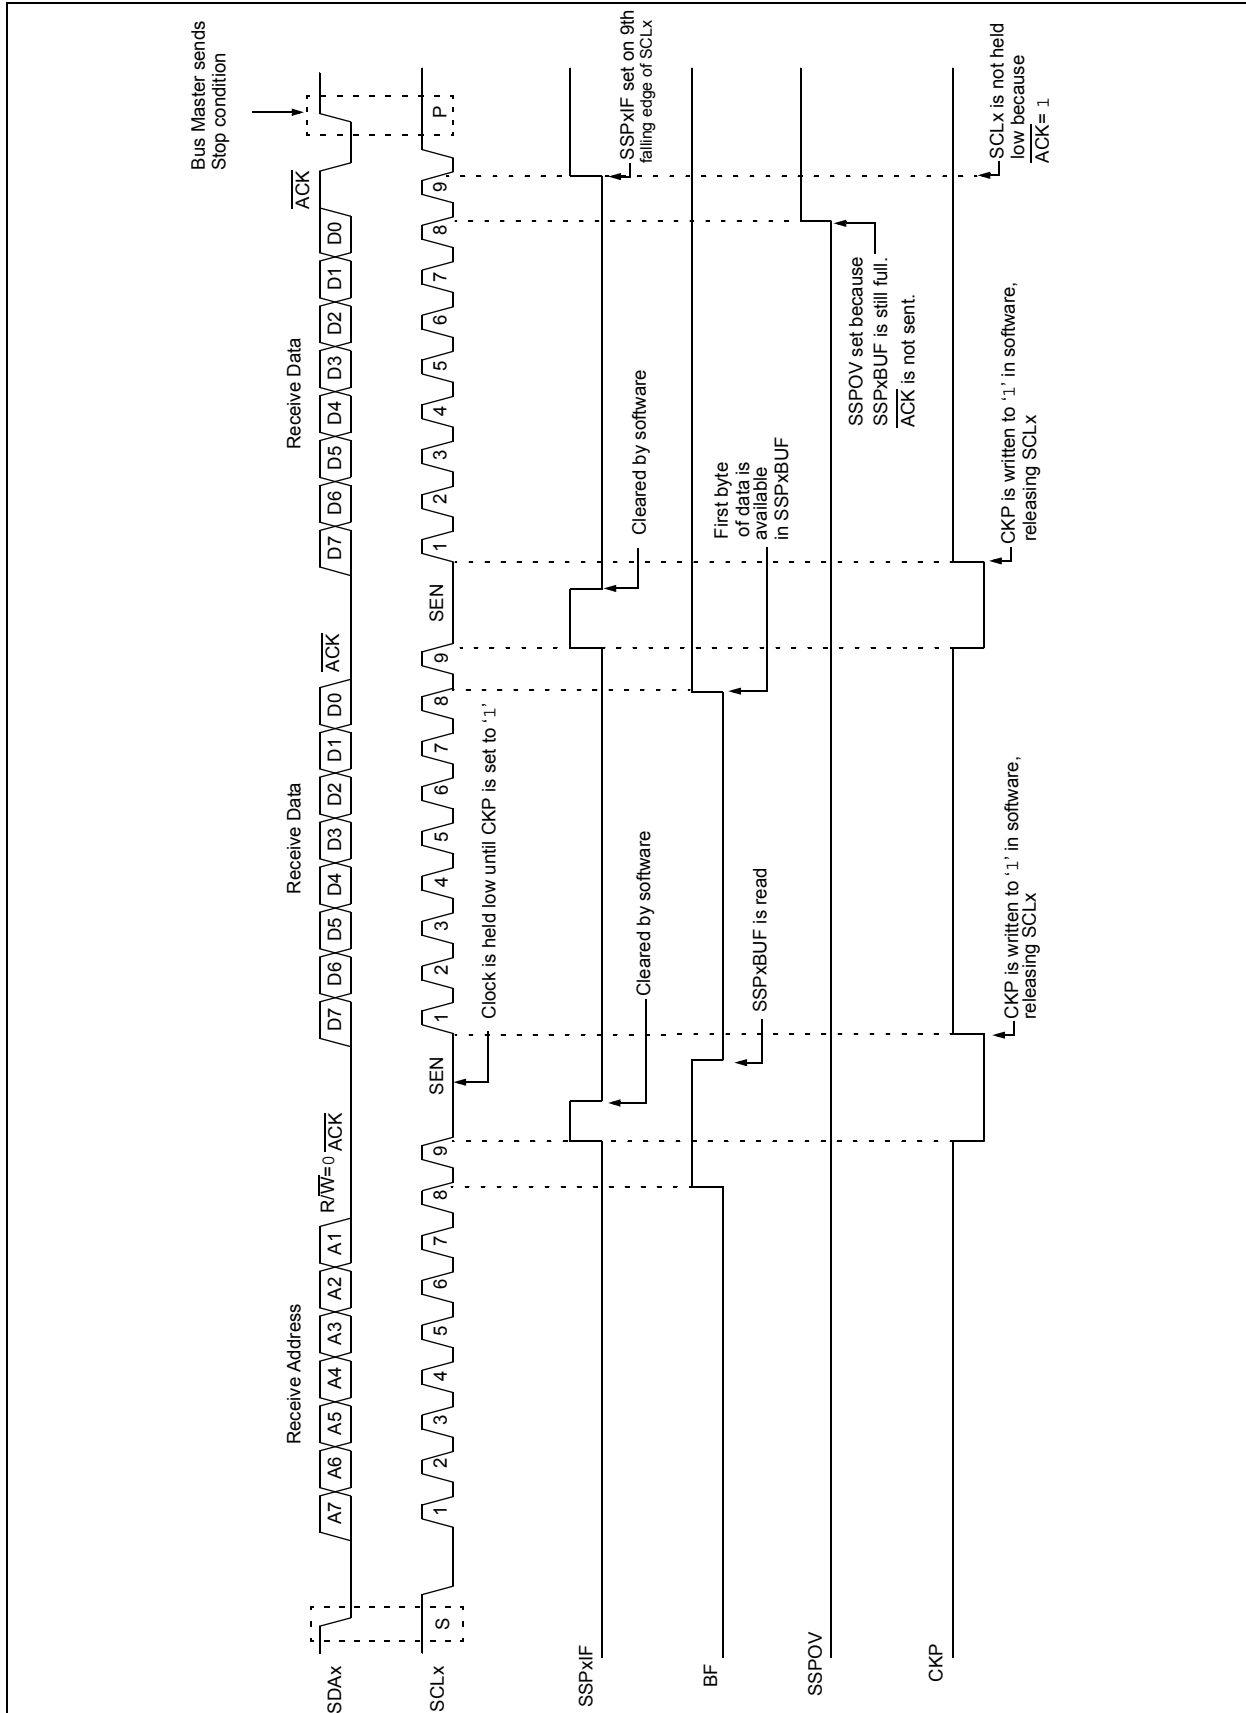 Bus Master sends
Stop condition
SDAx
S
Receive Address
A7 A6 A5 A4 A3 A2 A1
R/W=0 ACK
Receive Data
D7 D6 D5 D4 D3 D2 D1 D0
ACK
Receive Data
D7 D6 D5 D4 D3 D2 D1 D0
ACK
P
SCLx
1 2 3 4 5 6 7 8 9
SEN
1 2 3 4 5 6 7 8 9
SEN
1 2 3 4 5 6 7 8 9
Clock is held low until CKP is set to ‘1’
SSPxIF
Cleared by software
Cleared by software
SSPxIF set on 9th
falling edge of SCLx
BF
SSPxBUF is read
First byte
of data is
available
in SSPxBUF
SSPOV
SSPOV set because
SSPxBUF is still full.
ACK is not sent.
CKP
CKP is written to ‘1’ in software,
releasing SCLx
CKP is written to ‘1’ in software,
releasing SCLx
SCLx is not held
low because
ACK= 1